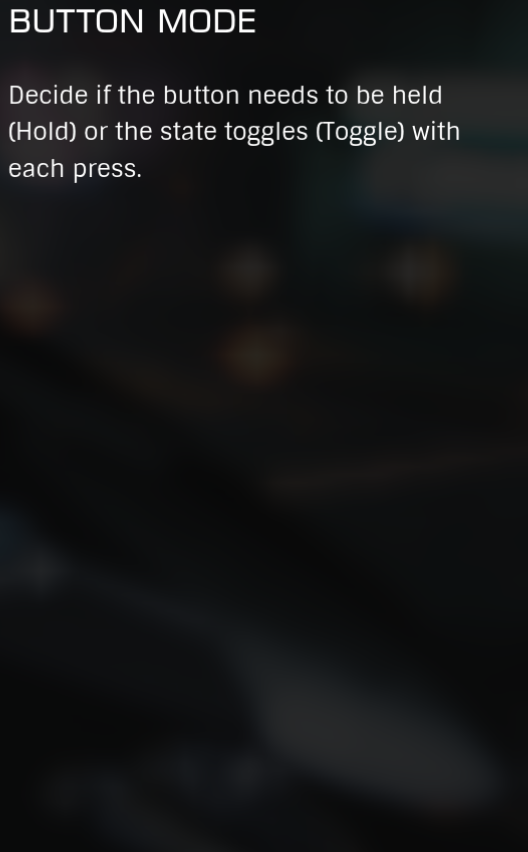 BUTTON MODE
Decide if the button needs to be held
(Hold) or the state toggles (Toggle) with
each press.